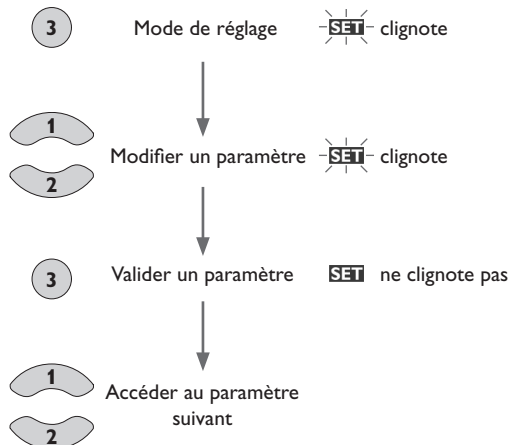 3 Mode de réglage SET clignote
1
Modifier un paramètre SET clignote
2
3 Valider un paramètre SET ne clignote pas
1
Accéder au paramètre
suivant
2